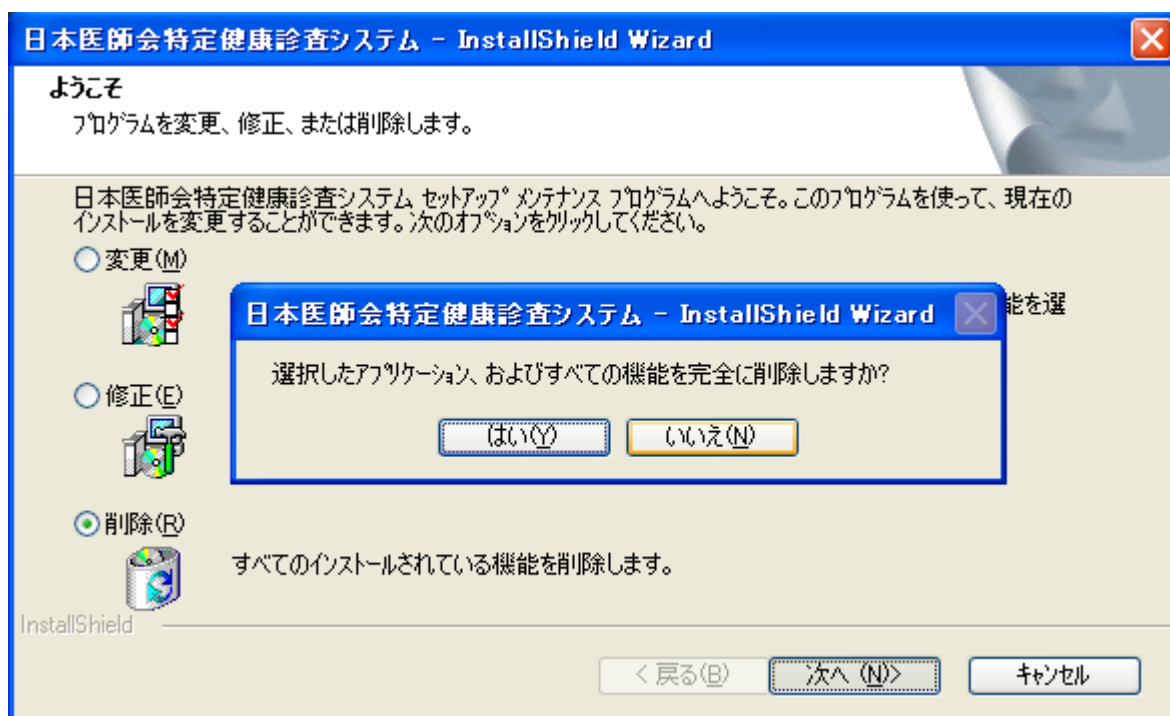 日本医師会特定健康診査システム - InstallShield Wizard
ようこそ
プログラムを変更、修正、または削除します。
日本医師会特定健康診査システム セットアップ メンテナンス プログラムへようこそ。このプログラムを使って、現在の
インストールを変更することができます。次のオプションをクリックしてください。
変更(M)
能を選
日本医師会特定健康診査システム - InstallShield Wizard
選択したアプリケーション、およびすべての機能を完全に削除しますか?
はい(Y) いいえ(N)
修正(E)
削除(R)
すべてのインストールされている機能を削除します。
InstallShield
< 戻る(B) 次へ (N)> キャンセル